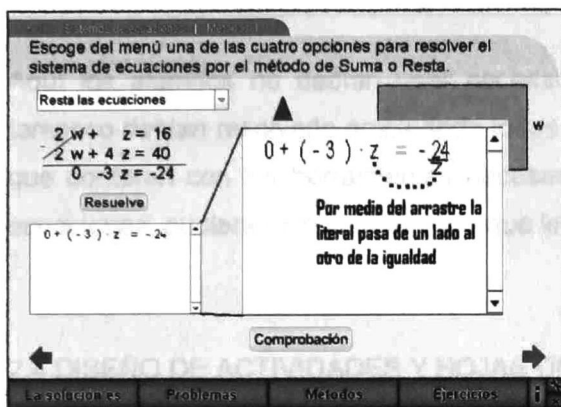 Escoge del menú una de las cuatro opciones para resolver el
sistema de ecuaciones por el método de Suma o Resta.
Resta las ecuaciones
w
2 w + z = 16
- 2 w + 4 z = 40
0 -3 z = -24
Resuelve
0 + ( - 3 ) · z = - 24
0 + ( - 3 ) · z = - 24
z
Por medio del arrastre la
literal pasa de un lado al
otro de la igualdad
Comprobación
La solución es Problemas Métodos Ejercicios i